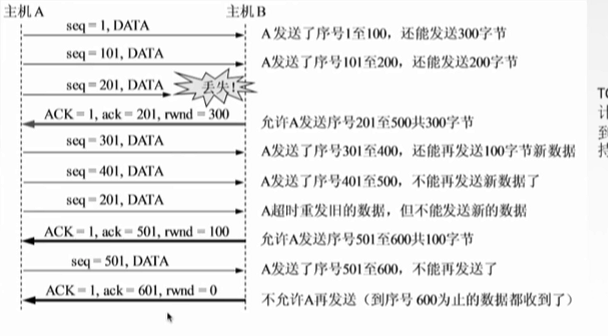 主机A 主机B
seq = 1, DATA A发送了序号1至100，还能发送300字节
seq = 101, DATA A发送了序号101至200，还能发送200字节
seq = 201, DATA 丢失!
ACK = 1, ack = 201, rwnd = 300 允许A发送序号201至500共300字节
seq = 301, DATA A发送了序号301至400，还能再发送100字节新数据
seq = 401, DATA A发送了序号401至500，不能再发送新数据了
seq = 201, DATA A超时重发旧的数据，但不能发送新的数据
ACK = 1, ack = 501, rwnd = 100 允许A发送序号501至600共100字节
seq = 501, DATA A发送了序号501至600，不能再发送了
ACK = 1, ack = 601, rwnd = 0 不允许A再发送（到序号600为止的数据都收到了）
TC
计
到
持